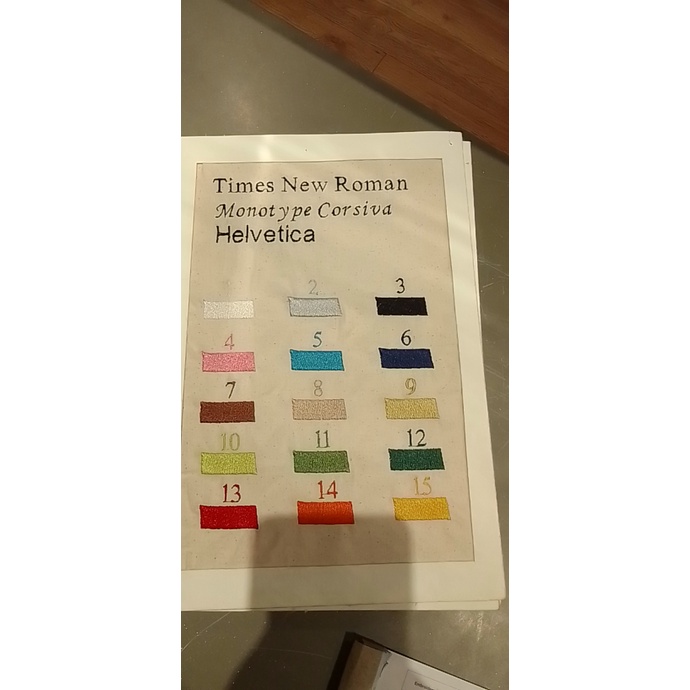 Times New Roman
Monotype Corsiva
Helvetica
1 2 3
4 5 6
7 8 9
10 11 12
13 14 15